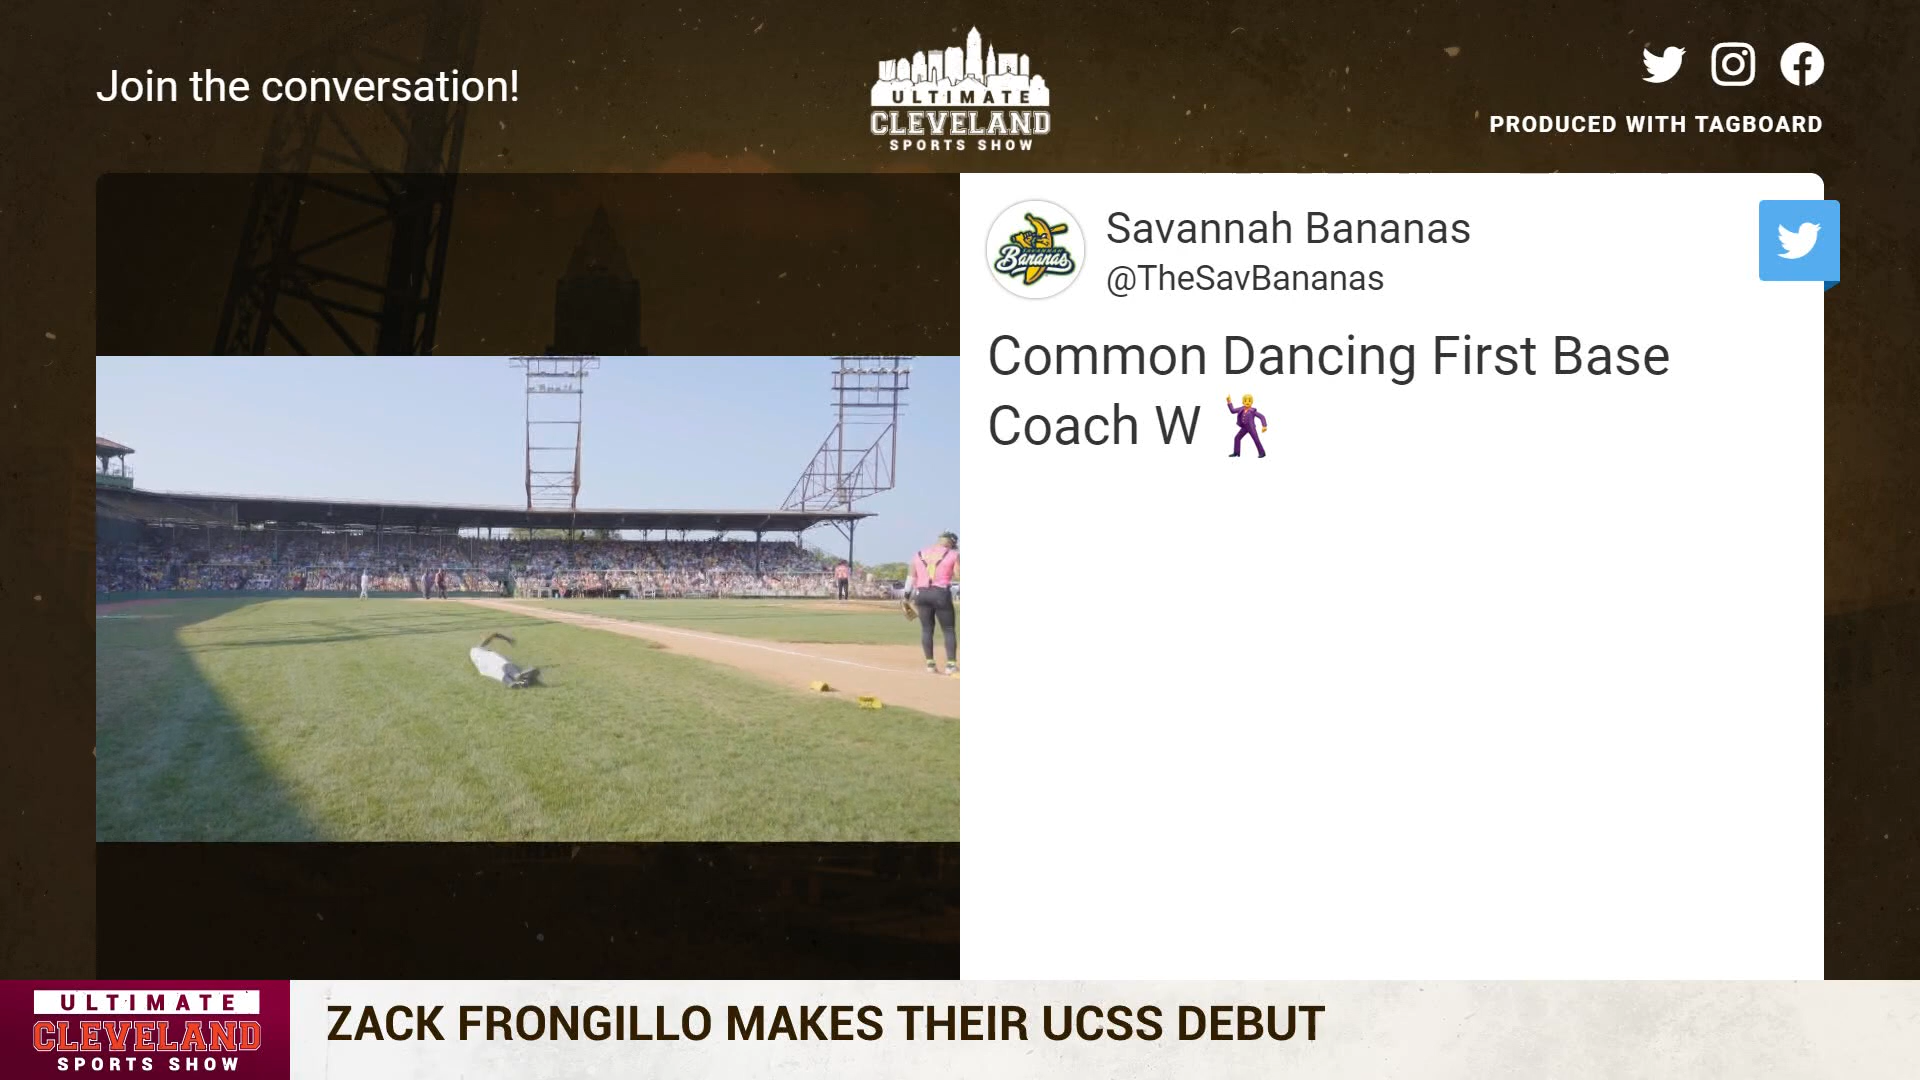 Join the conversation!
ULTIMATE
CLEVELAND
SPORTS SHOW
PRODUCED WITH TAGBOARD
Bananas
Savannah Bananas
@TheSavBananas
Common Dancing First Base
Coach W 🕺
ULTIMATE
CLEVELAND
SPORTS SHOW
ZACK FRONGILLO MAKES THEIR UCSS DEBUT